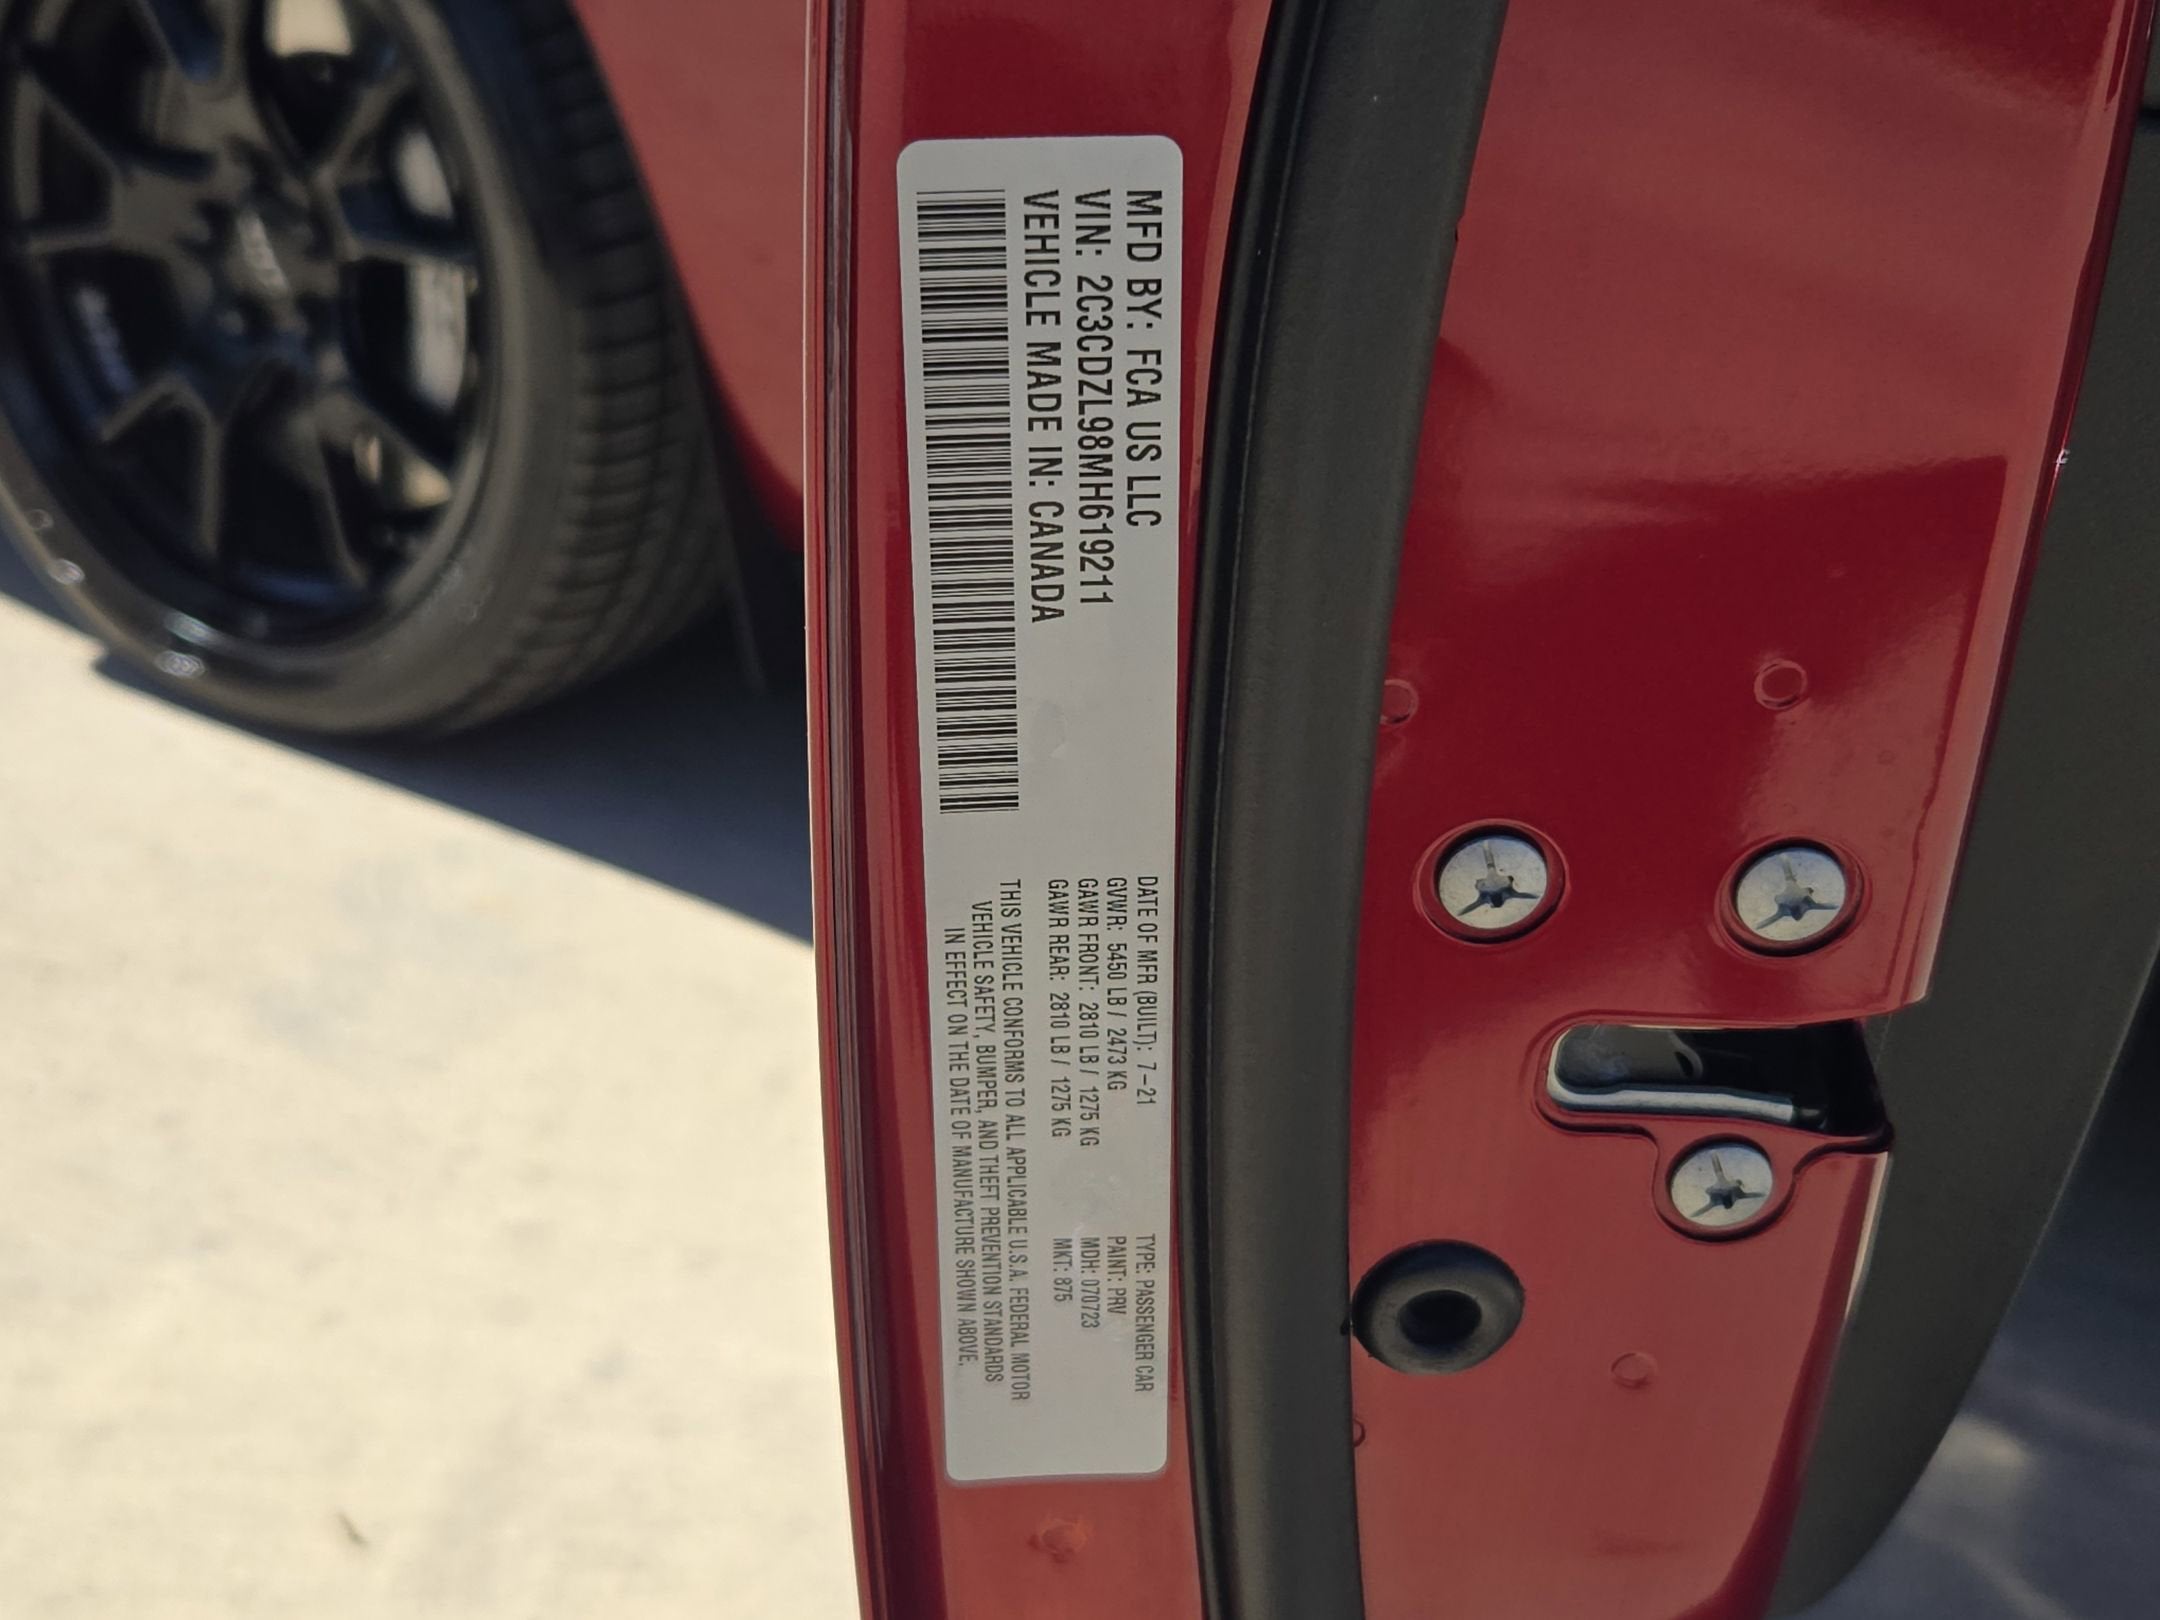 MFD BY: FCA US LLC
VIN: 2C3CDZL98MH619211
VEHICLE MADE IN: CANADA
DATE OF MFR (BUILT): 7-21
GVWR: 5450 LB / 2473 KG
GAWR FRONT: 2810 LB / 1275 KG
GAWR REAR: 2810 LB / 1275 KG
TYPE: PASSENGER CAR
PAINT: PRV
MDH: 070723
MKT: 875
THIS VEHICLE CONFORMS TO ALL APPLICABLE U.S.A. FEDERAL MOTOR
VEHICLE SAFETY, BUMPER, AND THEFT PREVENTION STANDARDS
IN EFFECT ON THE DATE OF MANUFACTURE SHOWN ABOVE.